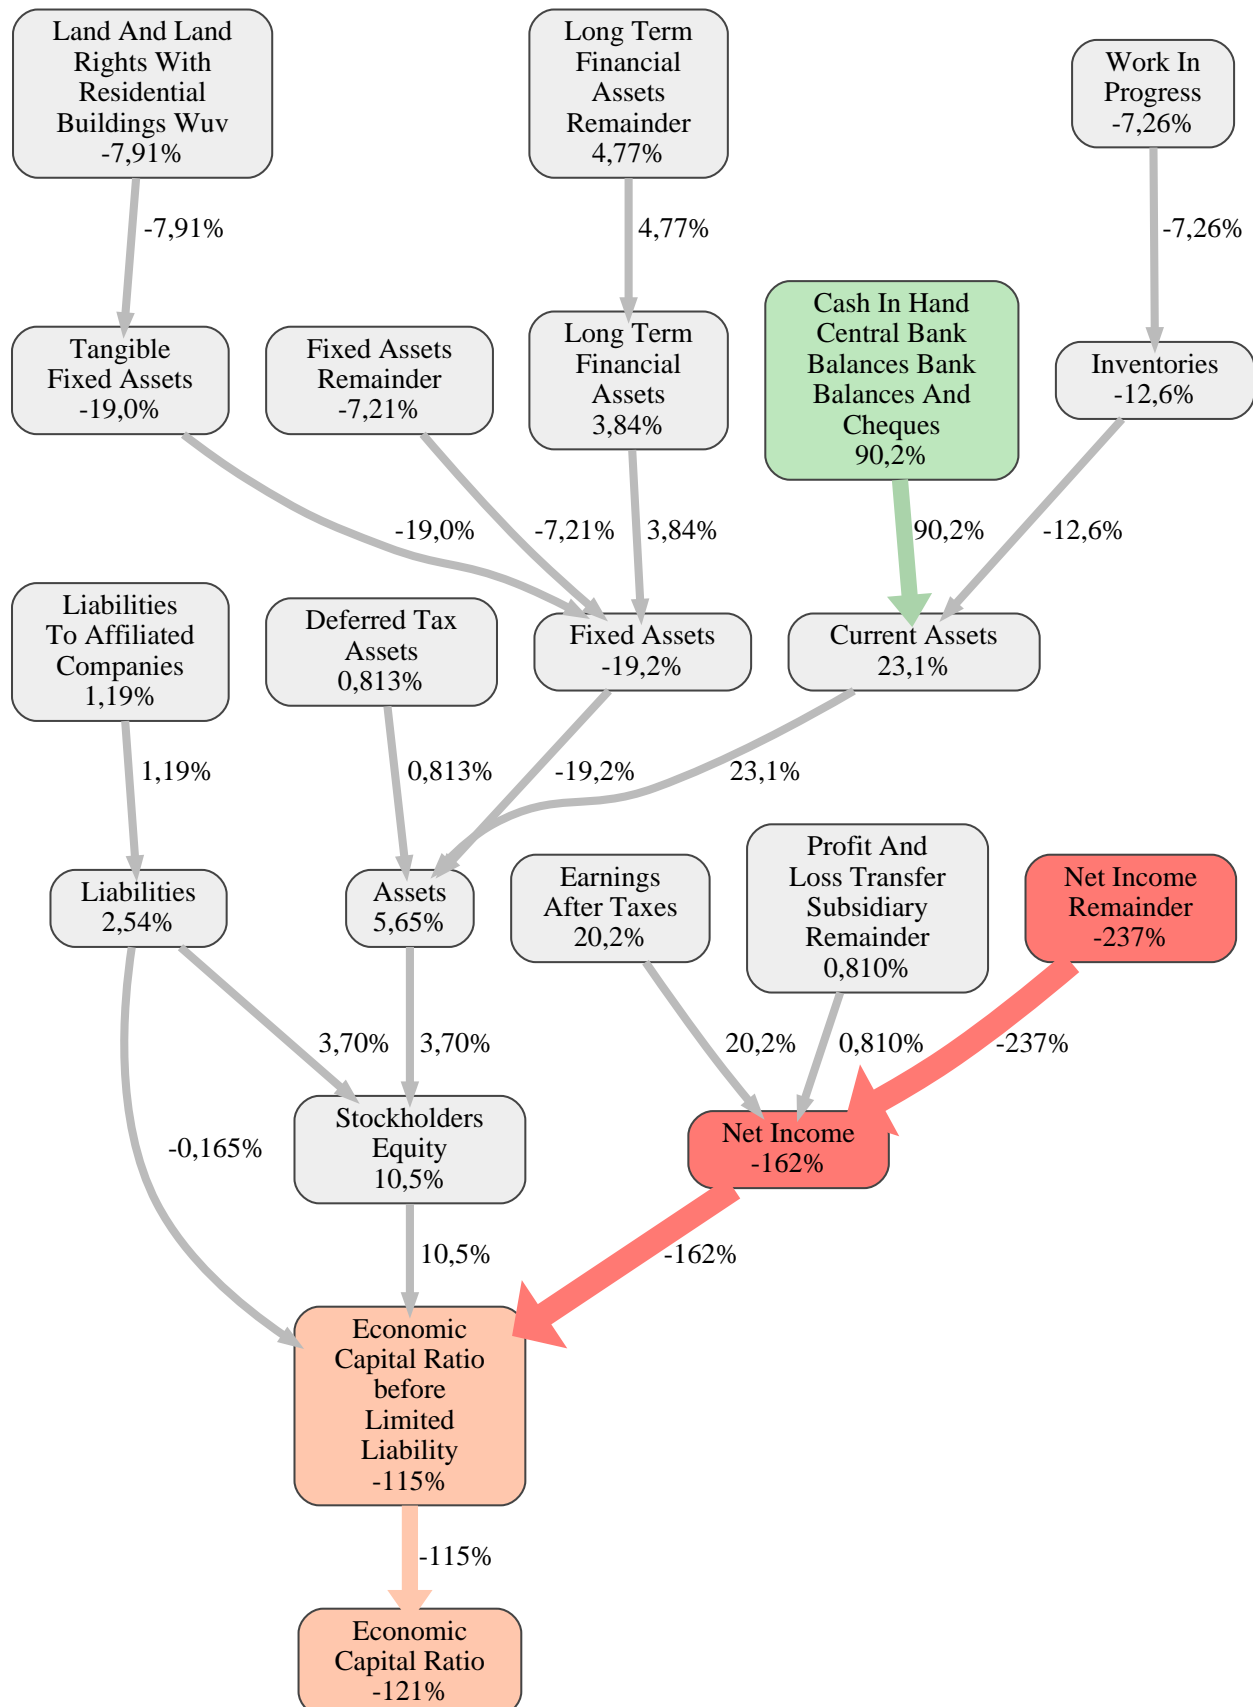 Land And Land
Rights With
Residential
Buildings Wuv
-7,91%
Long Term
Financial
Assets
Remainder
4,77%
Work In
Progress
-7,26%
-7,91%
4,77%
-7,26%
Cash In Hand
Central Bank
Balances Bank
Balances And
Cheques
90,2%
Tangible
Fixed Assets
-19,0%
Fixed Assets
Remainder
-7,21%
Long Term
Financial
Assets
3,84%
Inventories
-12,6%
-19,0%
-7,21%
3,84%
90,2%
-12,6%
Liabilities
To Affiliated
Companies
1,19%
Deferred Tax
Assets
0,813%
Fixed Assets
-19,2%
Current Assets
23,1%
1,19%
0,813%
-19,2%
23,1%
Liabilities
2,54%
Assets
5,65%
Earnings
After Taxes
20,2%
Profit And
Loss Transfer
Subsidiary
Remainder
0,810%
Net Income
Remainder
-237%
3,70%
3,70%
20,2%
0,810%
-237%
-0,165%
Stockholders
Equity
10,5%
Net Income
-162%
10,5%
-162%
Economic
Capital Ratio
before
Limited
Liability
-115%
-115%
Economic
Capital Ratio
-121%